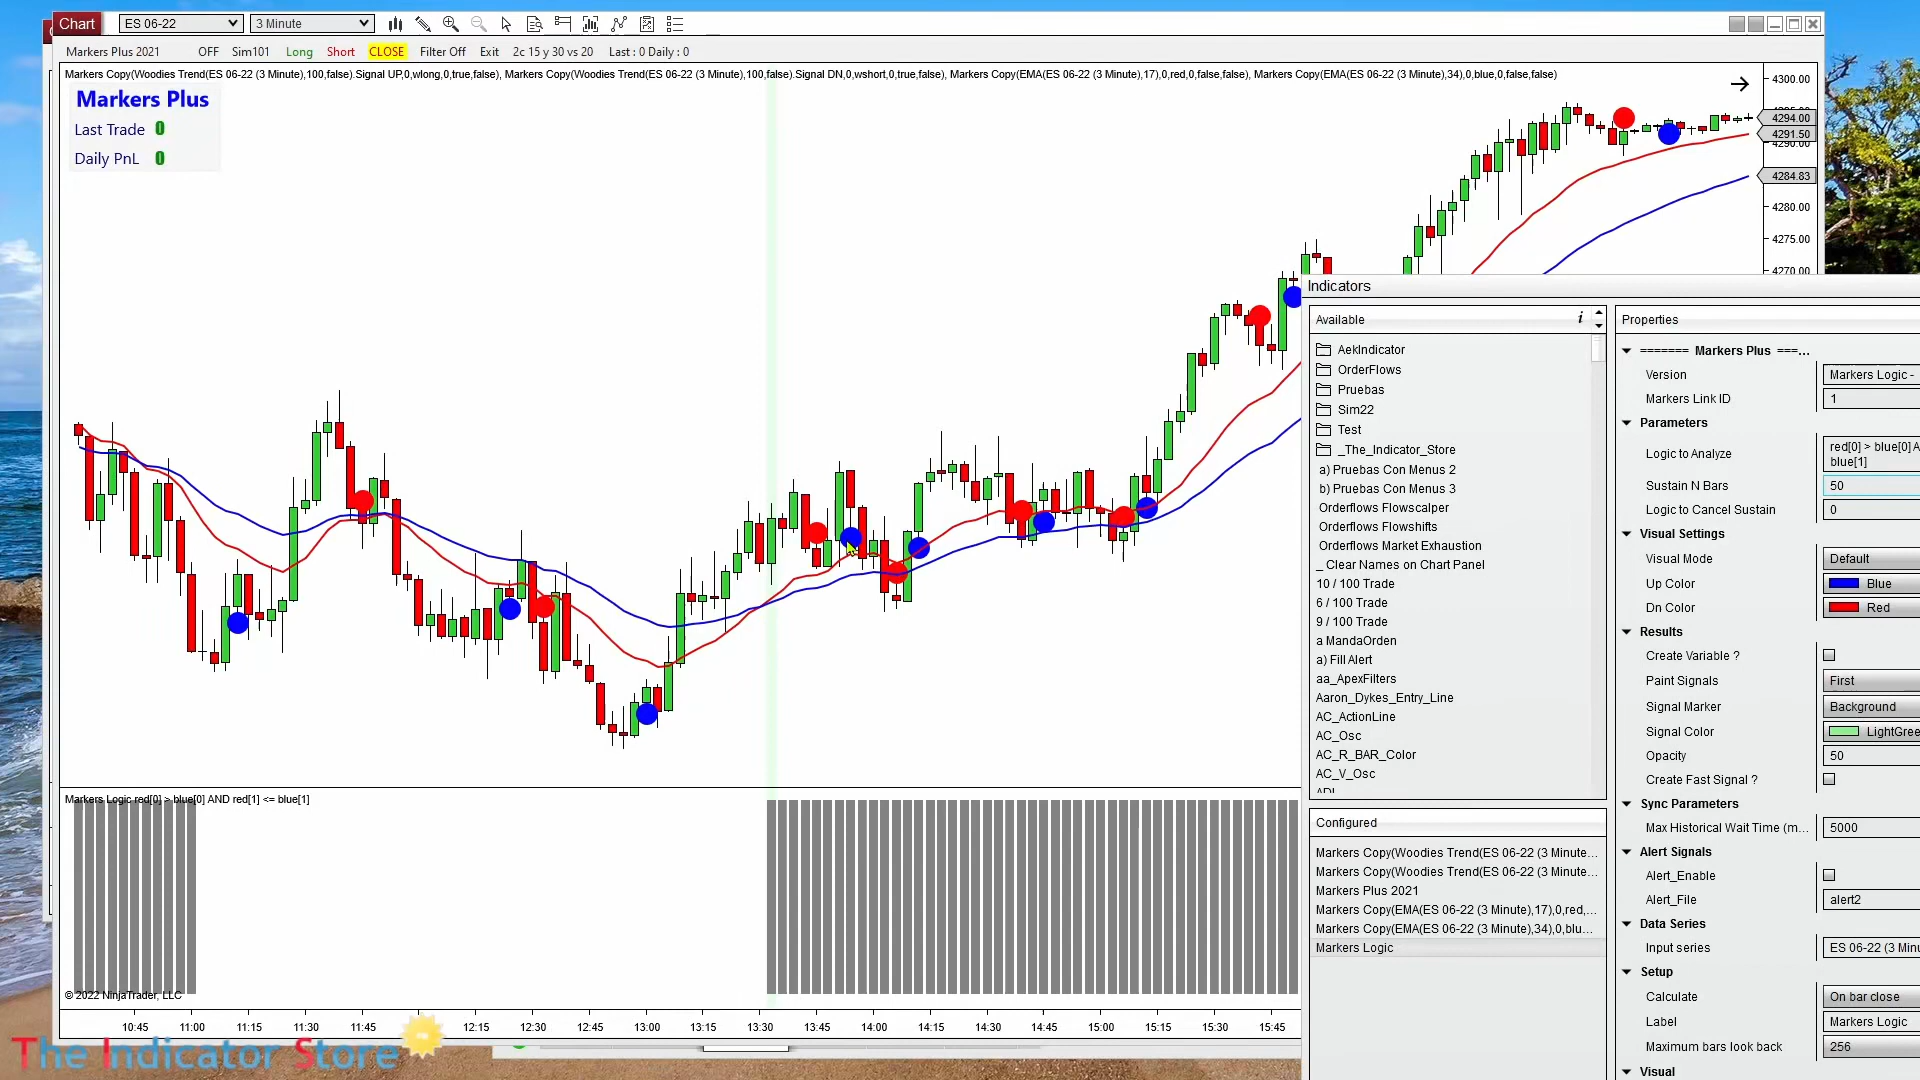 Chart
ES 06-22
3 Minute
Markers Plus 2021
OFF
Sim101
Long
Short
CLOSE
Filter Off
Exit
2c 15 y 30 vs 20
Last : 0 Daily : 0
Markers Copy(Woodies Trend(ES 06-22 (3 Minute),100,false).Signal UP,0,wlong,0,true,false), Markers Copy(Woodies Trend(ES 06-22 (3 Minute),100,false).Signal DN,0,wshort,0,true,false), Markers Copy(EMA(ES 06-22 (3 Minute),17),0,red,0,false,false), Markers Copy(EMA(ES 06-22 (3 Minute),34),0,blue,0,false,false)
Markers Plus
Last Trade 0
Daily PnL 0
4300.00
4294.00
4291.50
4290.00
4284.83
4280.00
4275.00
4270.00
Indicators
Available
i
AekIndicator
OrderFlows
Pruebas
Sim22
Test
_The_Indicator_Store
a) Pruebas Con Menus 2
b) Pruebas Con Menus 3
Orderflows Flowscalper
Orderflows Flowshifts
Orderflows Market Exhaustion
_ Clear Names on Chart Panel
10 / 100 Trade
6 / 100 Trade
9 / 100 Trade
a MandaOrden
a) Fill Alert
aa_ApexFilters
Aaron_Dykes_Entry_Line
AC_ActionLine
AC_Osc
AC_R_BAR_Color
AC_V_Osc
ADL
Configured
Markers Copy(Woodies Trend(ES 06-22 (3 Minute...
Markers Copy(Woodies Trend(ES 06-22 (3 Minute...
Markers Plus 2021
Markers Copy(EMA(ES 06-22 (3 Minute),17),0,red,...
Markers Copy(EMA(ES 06-22 (3 Minute),34),0,blu...
Markers Logic
Properties
======= Markers Plus ===...
Version
Markers Logic -
Markers Link ID
1
Parameters
Logic to Analyze
red[0] > blue[0] A
blue[1]
Sustain N Bars
50
Logic to Cancel Sustain
0
Visual Settings
Visual Mode
Default
Up Color
Blue
Dn Color
Red
Results
Create Variable ?
Paint Signals
First
Signal Marker
Background
Signal Color
LightGree
Opacity
50
Create Fast Signal ?
Sync Parameters
Max Historical Wait Time (m...
5000
Alert Signals
Alert_Enable
Alert_File
alert2
Data Series
Input series
ES 06-22 (3 Minu
Setup
Calculate
On bar close
Label
Markers Logic
Maximum bars look back
256
Visual
Markers Logic red[0] > blue[0] AND red[1] <= blue[1]
© 2022 NinjaTrader, LLC
10:45
11:00
11:15
11:30
11:45
12:15
12:30
12:45
13:00
13:15
13:30
13:45
14:00
14:15
14:30
14:45
15:00
15:15
15:30
15:45
The Indicator Store